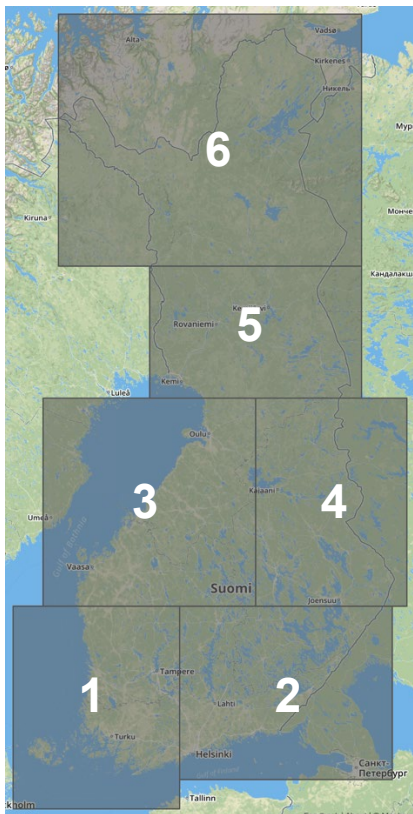 Alta
Vadsø
Kirkenes
Никель
6
Мур
Kiruna
Монче
Кандалакш
5
Rovaniemi
Kemi
Luleå
Oulu
3
Kajaani
4
Umeå
Vaasa
Suomi
Joensuu
1
Tampere
2
Lahti
Turku
Helsinki
Санкт-
Петербург
Tallinn